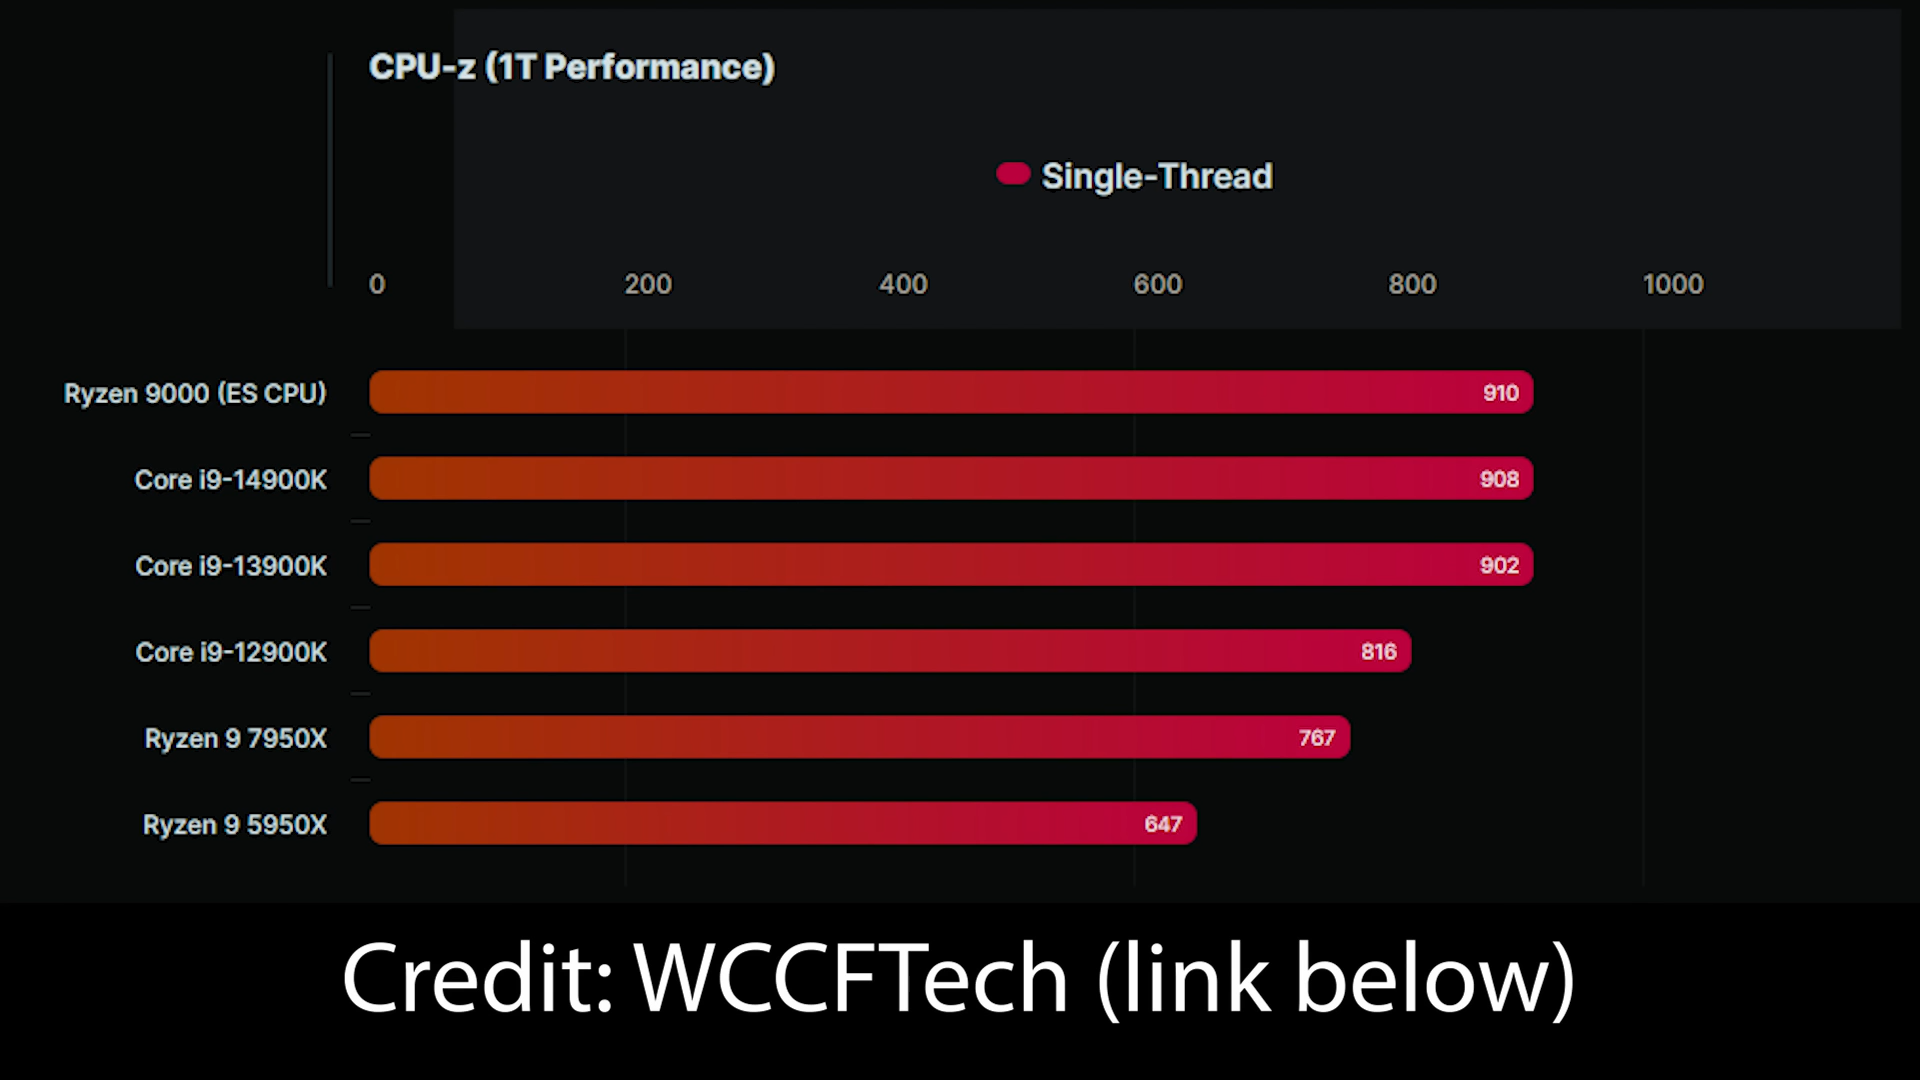 CPU-z (1T Performance)
Single-Thread
0 200 400 600 800 1000
Ryzen 9000 (ES CPU) 910
Core i9-14900K 908
Core i9-13900K 902
Core i9-12900K 816
Ryzen 9 7950X 767
Ryzen 9 5950X 647
Credit: WCCFTech (link below)